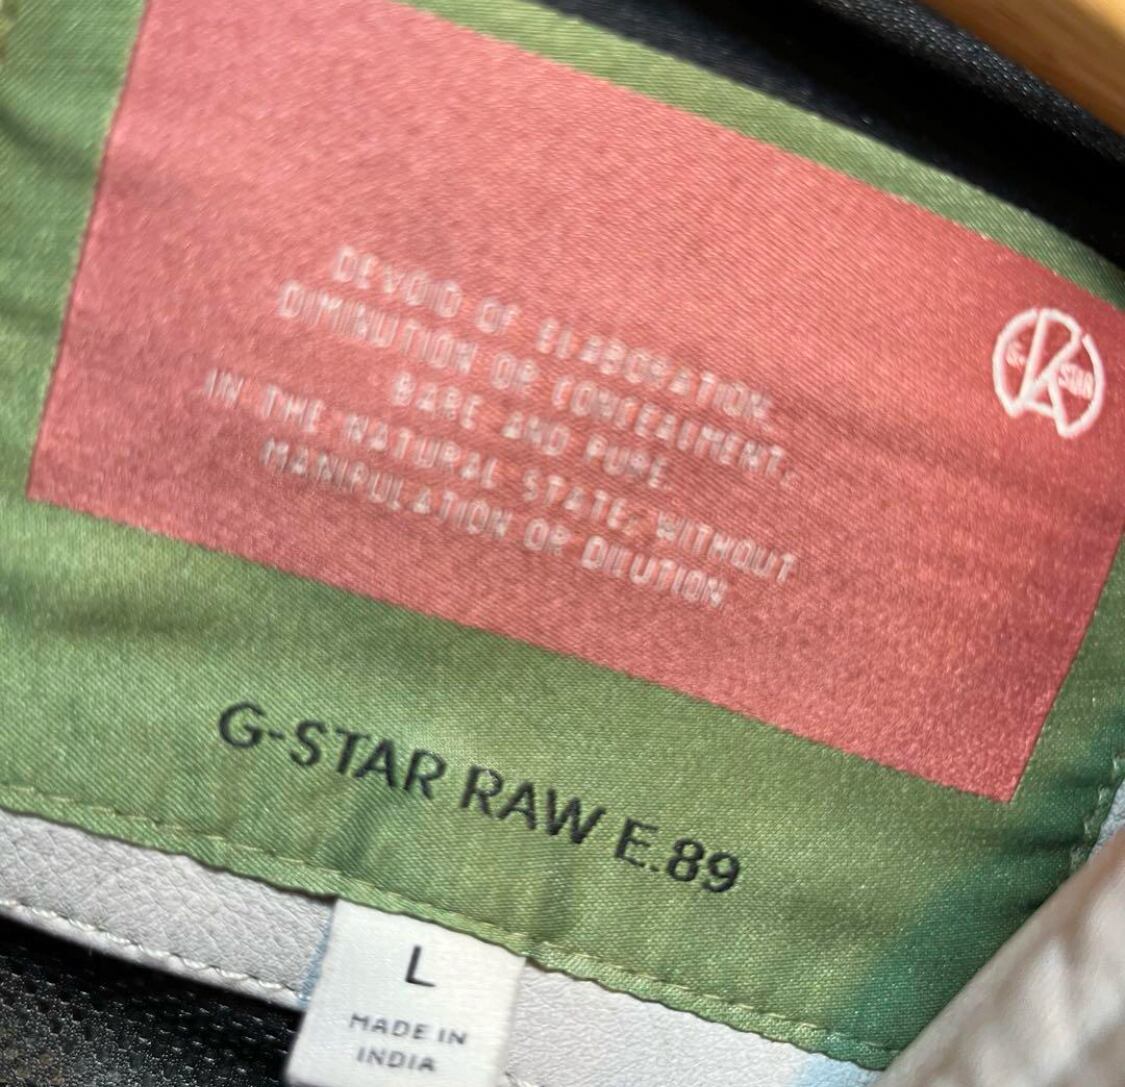 DEVOID OF ELABORATION,
DIMINUTION OR CONCEALMENT,
BARE AND PURE.
IN THE NATURAL STATE; WITHOUT
MANIPULATION OR DILUTION.
G- STAR
G-STAR RAW E.89
L
MADE IN
INDIA